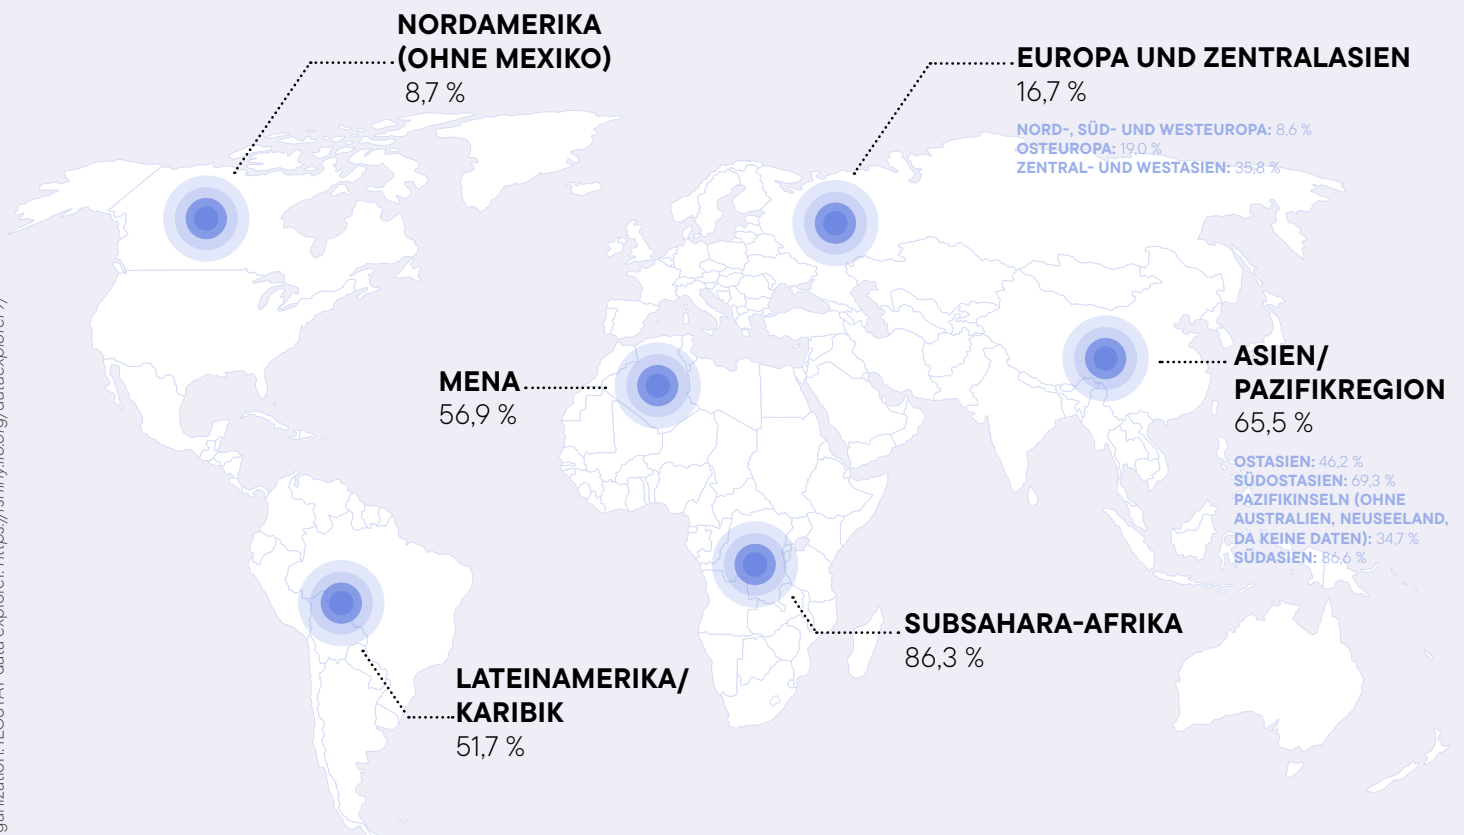 NORDAMERIKA
(OHNE MEXIKO)
8,7 %
EUROPA UND ZENTRALASIEN
16,7 %
NORD-, SÜD- UND WESTEUROPA: 8,6 %
OSTEUROPA: 19,0 %
ZENTRAL- UND WESTASIEN: 35,8 %
MENA
56,9 %
ASIEN/
PAZIFIKREGION
65,5 %
OSTASIEN: 46,2 %
SÜDOSTASIEN: 69,3 %
PAZIFIKINSELN (OHNE
AUSTRALIEN, NEUSEELAND,
DA KEINE DATEN): 34,7 %
SÜDASIEN: 86,6 %
SUBSAHARA-AFRIKA
86,3 %
LATEINAMERIKA/
KARIBIK
51,7 %